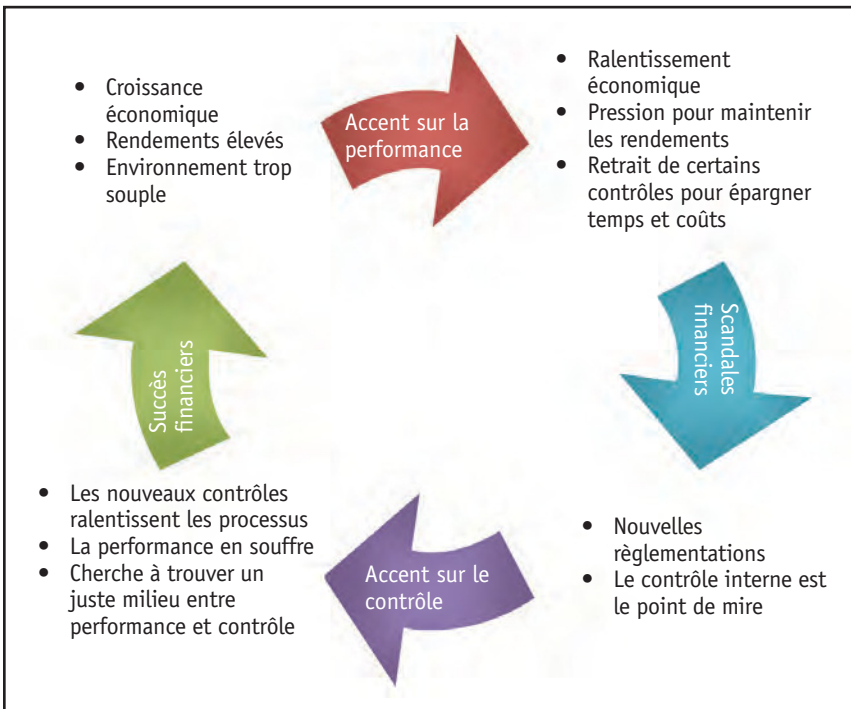 • Croissance
économique
• Rendements élevés
• Environnement trop
souple
Accent sur la
performance
• Ralentissement
économique
• Pression pour maintenir
les rendements
• Retrait de certains
contrôles pour épargner
temps et coûts
Scandales
financiers
• Nouvelles
règlementations
• Le contrôle interne est
le point de mire
Accent sur le
contrôle
• Les nouveaux contrôles
ralentissent les processus
• La performance en souffre
• Cherche à trouver un
juste milieu entre
performance et contrôle
Succès
financiers